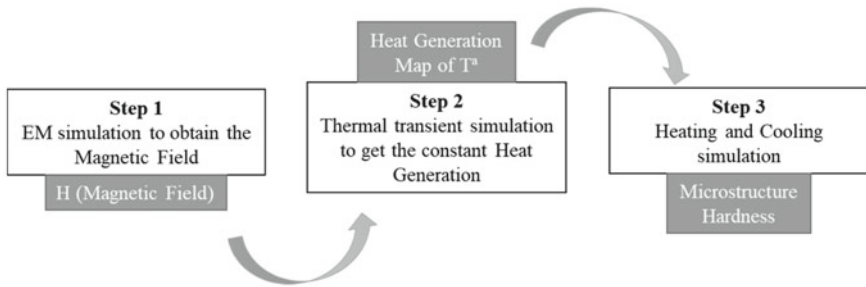 Step 1
EM simulation to obtain the
Magnetic Field
H (Magnetic Field)
Heat Generation
Map of Tª
Step 2
Thermal transient simulation
to get the constant Heat
Generation
Step 3
Heating and Cooling
simulation
Microstructure
Hardness